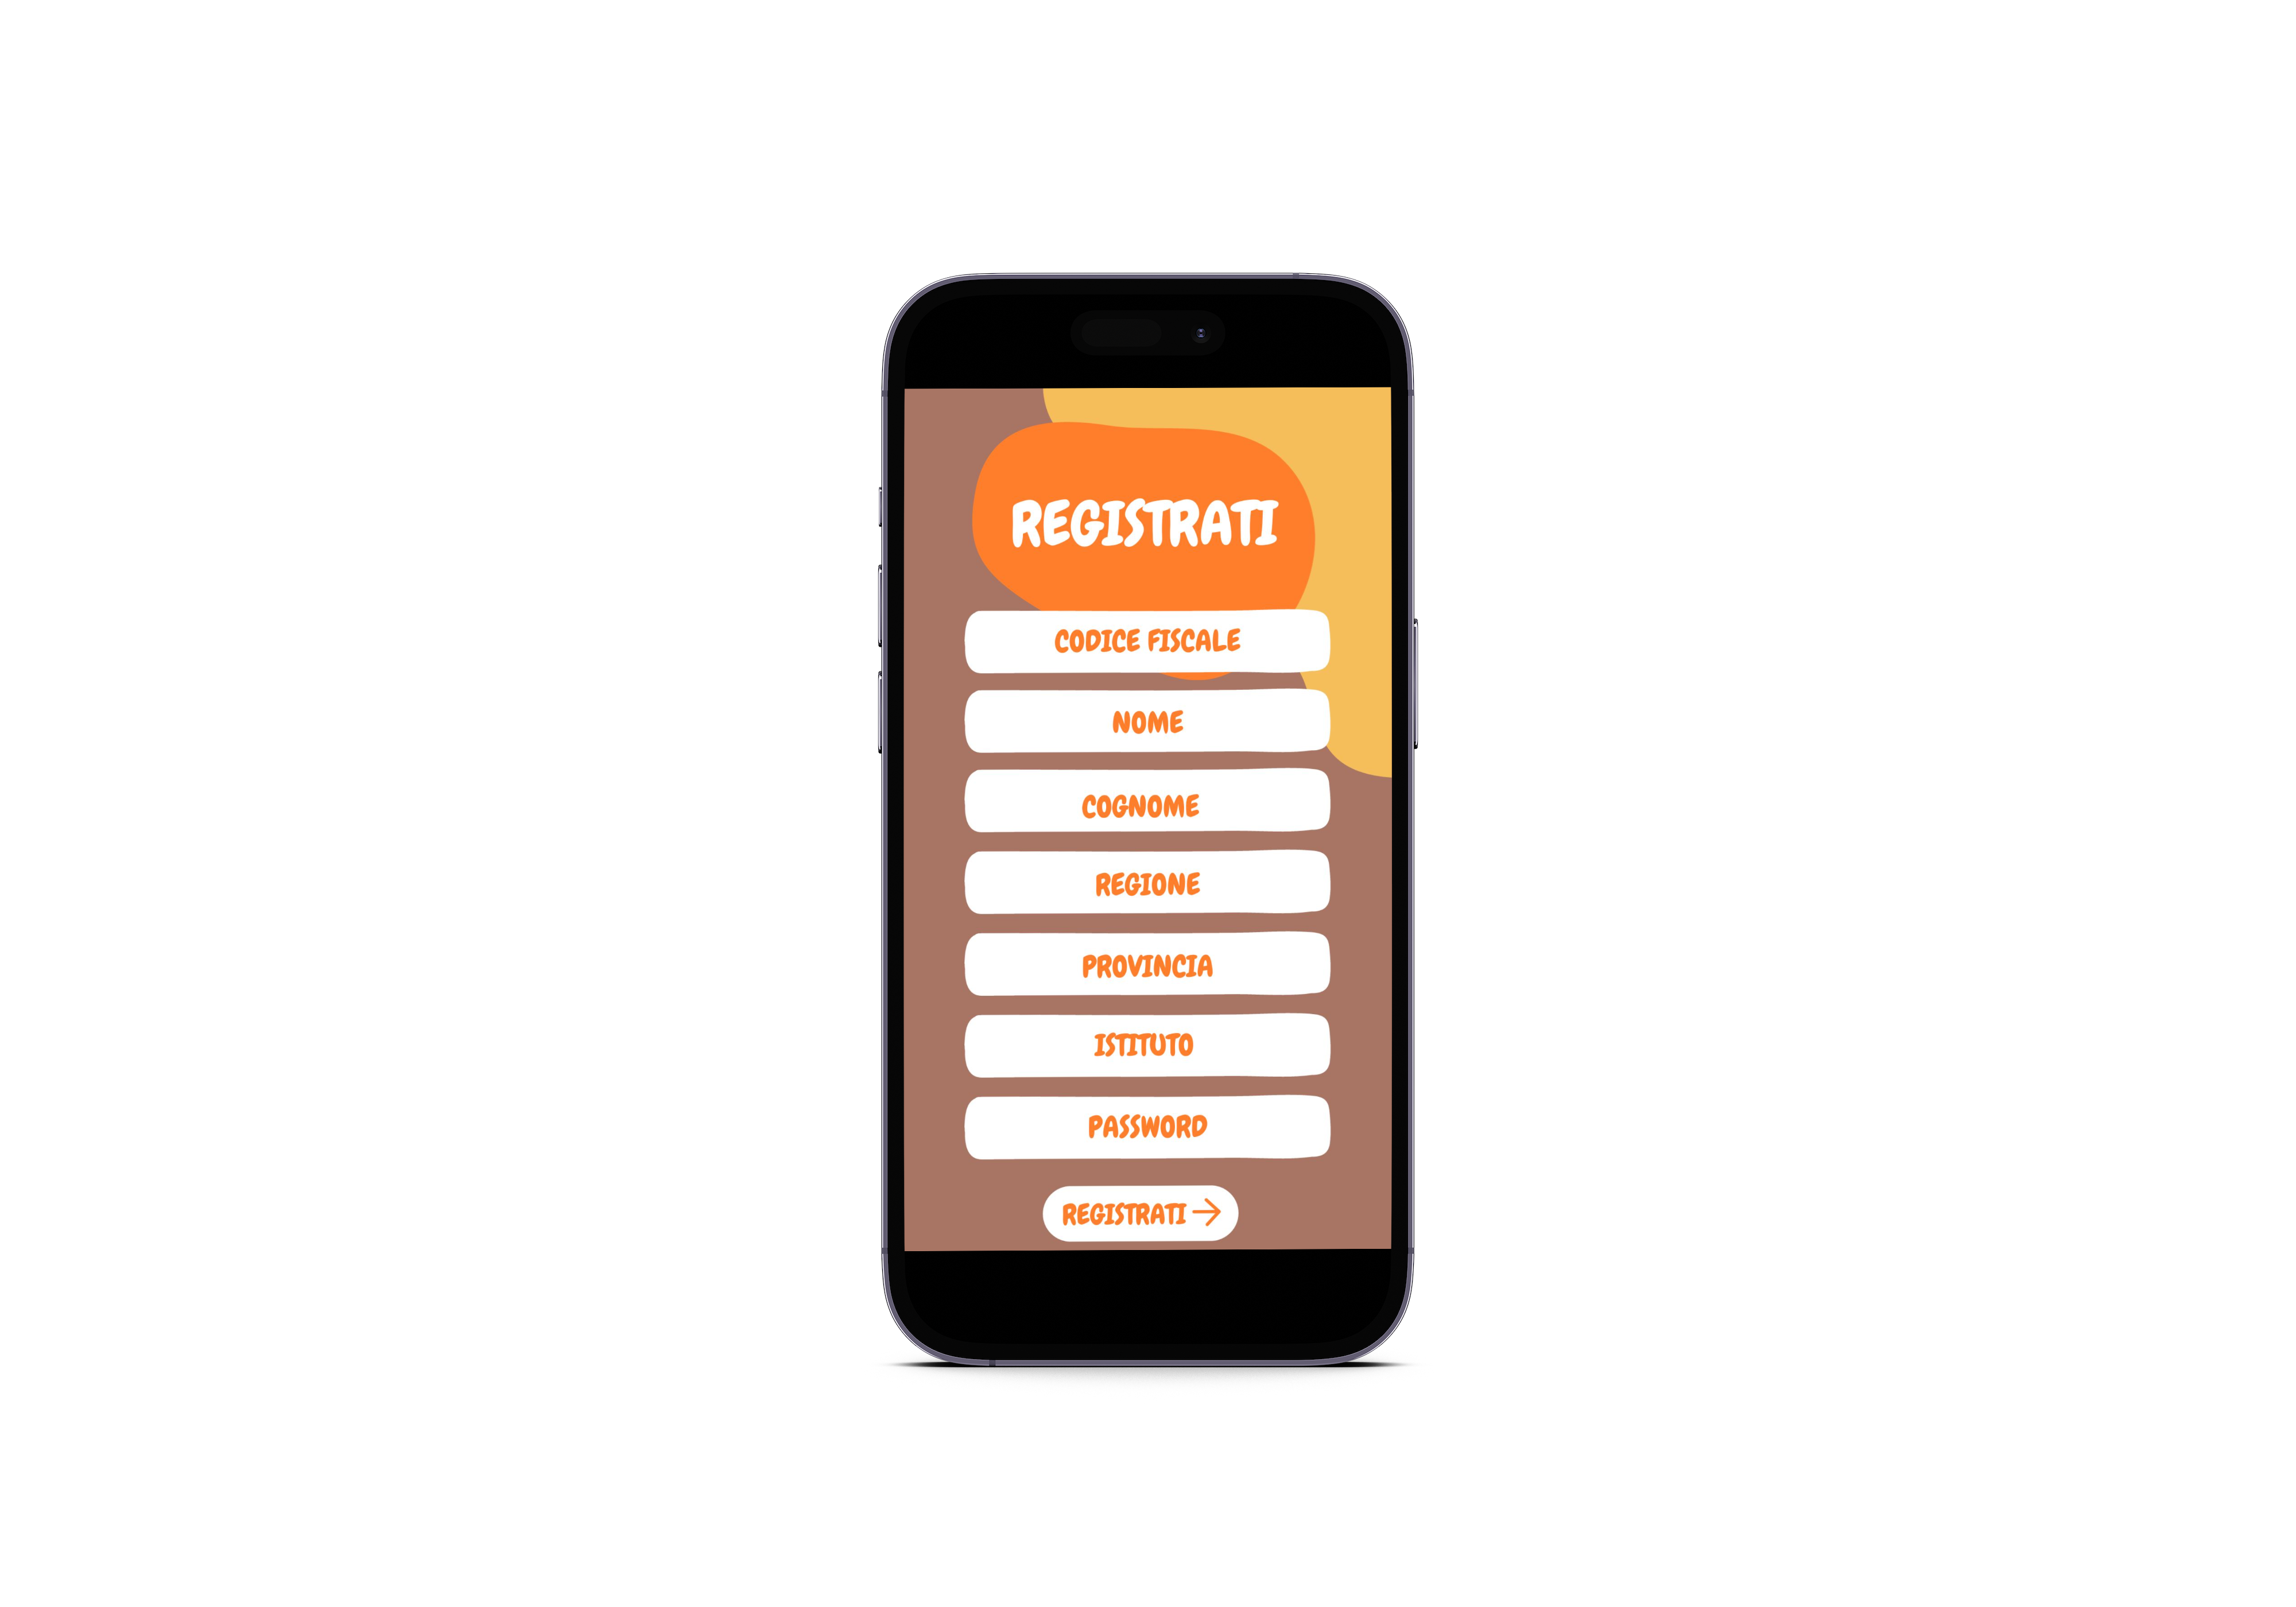 REGISTRATI
CODICE FISCALE
NOME
COGNOME
REGIONE
PROVINCIA
ISTITUTO
PASSWORD
REGISTRATI